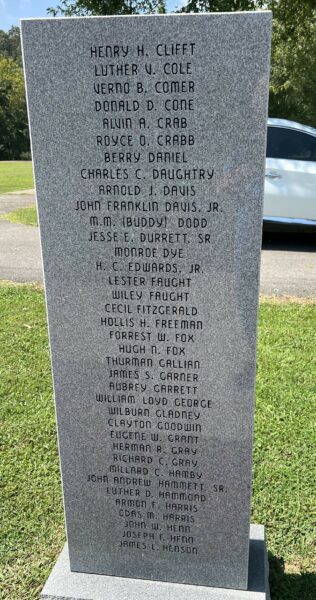 HENRY H. CLIFFT
LUTHER V. COLE
VERNO B. COMER
DONALD D. CONE
ALVIN A. CRAB
ROYCE O. CRABB
BERRY DANIEL
CHARLES C. DAUGHTRY
ARNOLD J. DAVIS
JOHN FRANKLIN DAVIS, JR.
M.M. (BUDDY) DODD
JESSE E. DURRETT, SR
MONROE DYE
H. C. EDWARDS, JR.
LESTER FAUGHT
WILEY FAUGHT
CECIL FITZGERALD
HOLLIS H. FREEMAN
FORREST W. FOX
HUGH N. FOX
THURMAN GALLIAN
JAMES S. GARNER
AUBREY GARRETT
WILLIAM LOYD GEORGE
WILBURN GLADNEY
CLAYTON GOODWIN
EUGENE W. GRANT
HERMAN R. GRAY
RICHARD C. GRAY
MILLARD C. HAMBY
JOHN ANDREW HAMMETT, SR.
LUTHER D. HAMMOND
ARMON F. HARRIS
ODAS M. HARRIS
JOHN W. HENN
JOSEPH F. HENN
JAMES L. HENSON